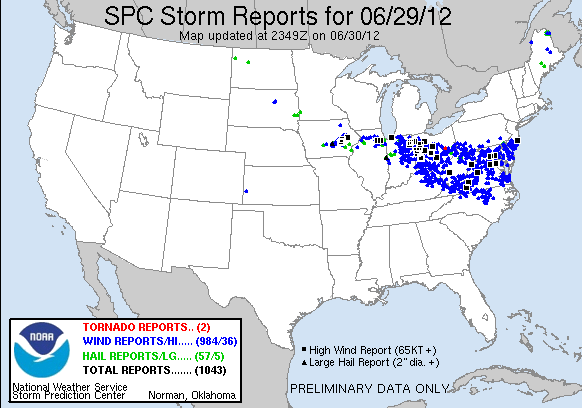 SPC Storm Reports for 06/29/12
Map updated at 2349Z on 06/30/12
NOAA
TORNADO REPORTS.. (2)
WIND REPORTS/HI..... (984/36)
HAIL REPORTS/LG..... (57/5)
TOTAL REPORTS....... (1043)
National Weather Service
Storm Prediction Center Norman, Oklahoma
High Wind Report (65KT +)
Large Hail Report (2" dia. +)
PRELIMINARY DATA ONLY